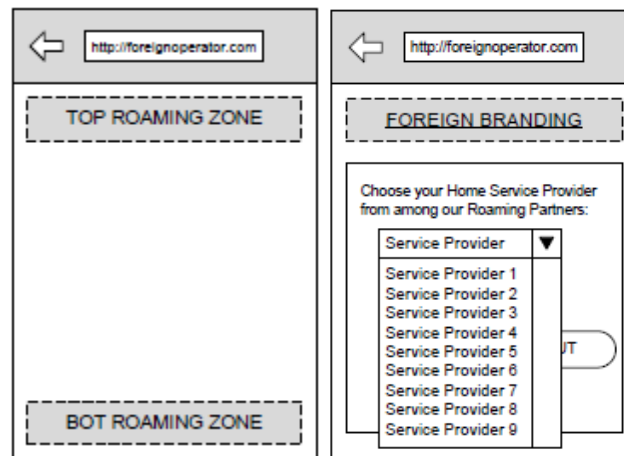 http://foreignoperator.com
TOP ROAMING ZONE
BOT ROAMING ZONE
http://foreignoperator.com
FOREIGN BRANDING
Choose your Home Service Provider
from among our Roaming Partners:
Service Provider
Service Provider 1
Service Provider 2
Service Provider 3
Service Provider 4
Service Provider 5
Service Provider 6
Service Provider 7
Service Provider 8
Service Provider 9